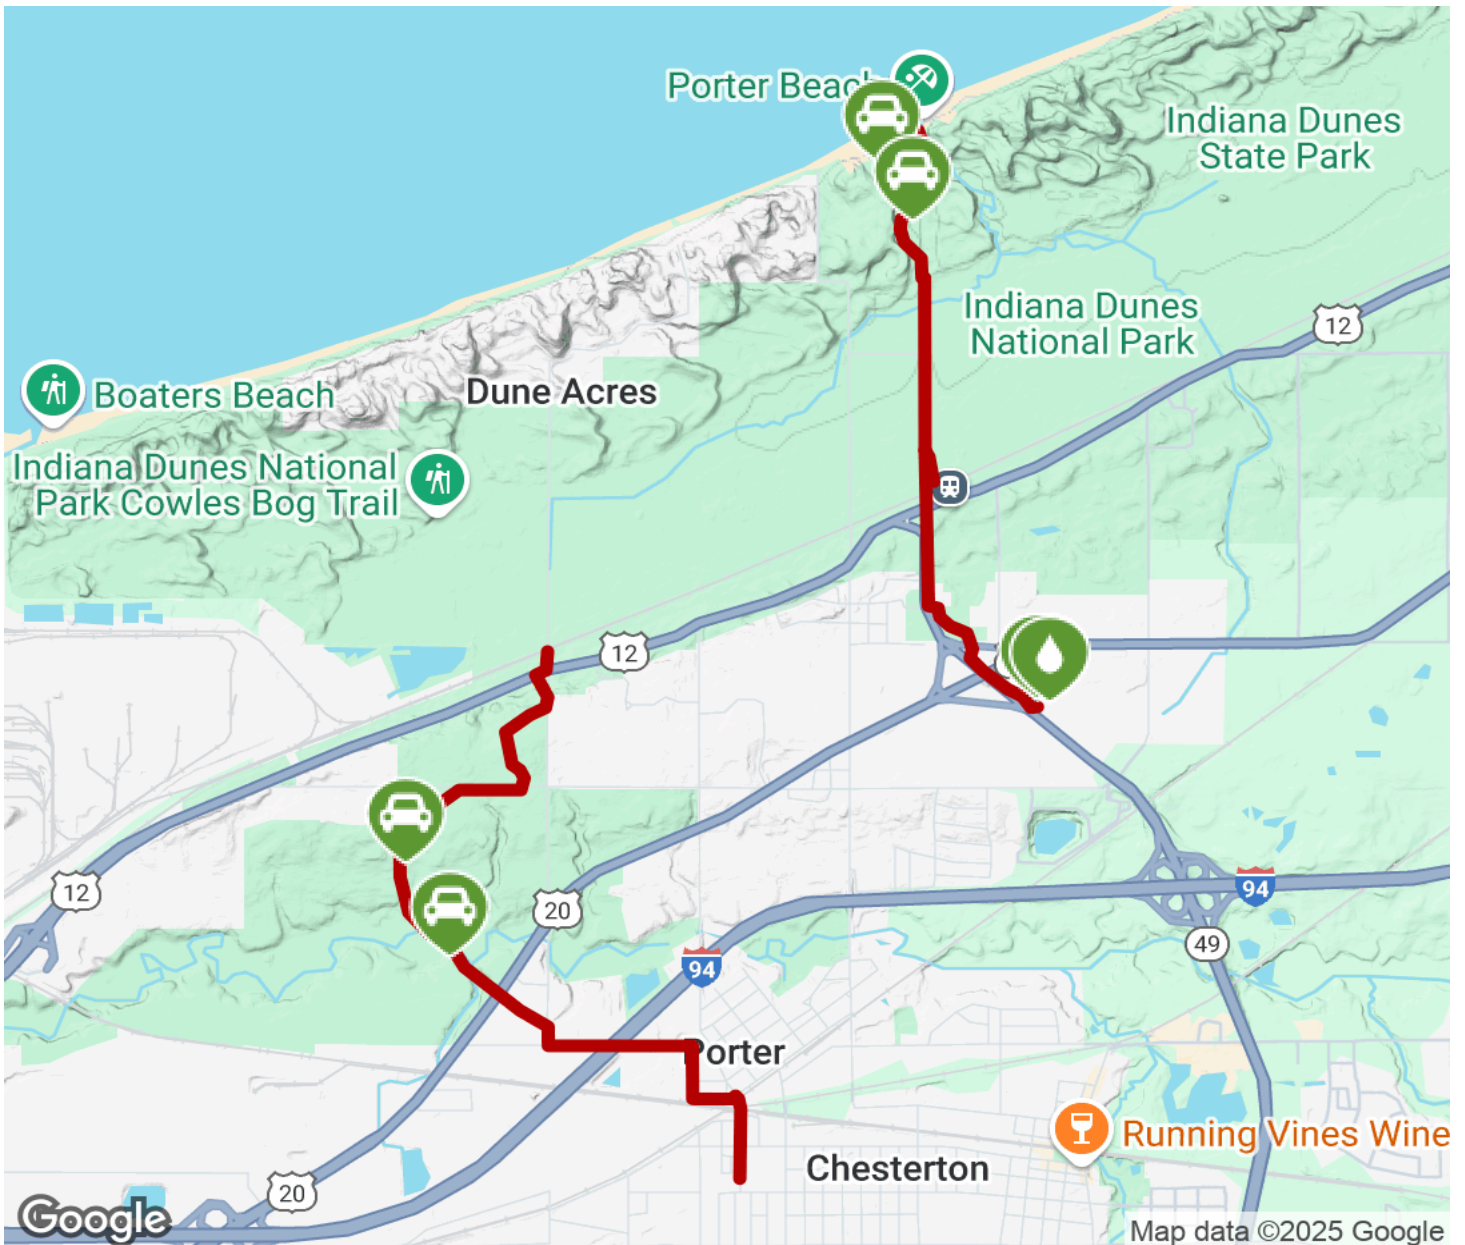 Porter Beach
Indiana Dunes
State Park
Indiana Dunes
National Park
12
Boaters Beach
Dune Acres
Indiana Dunes National
Park Cowles Bog Trail
12
12
20
94
94
49
Porter
Running Vines Wine
Chesterton
20
Google
Map data ©2025 Google